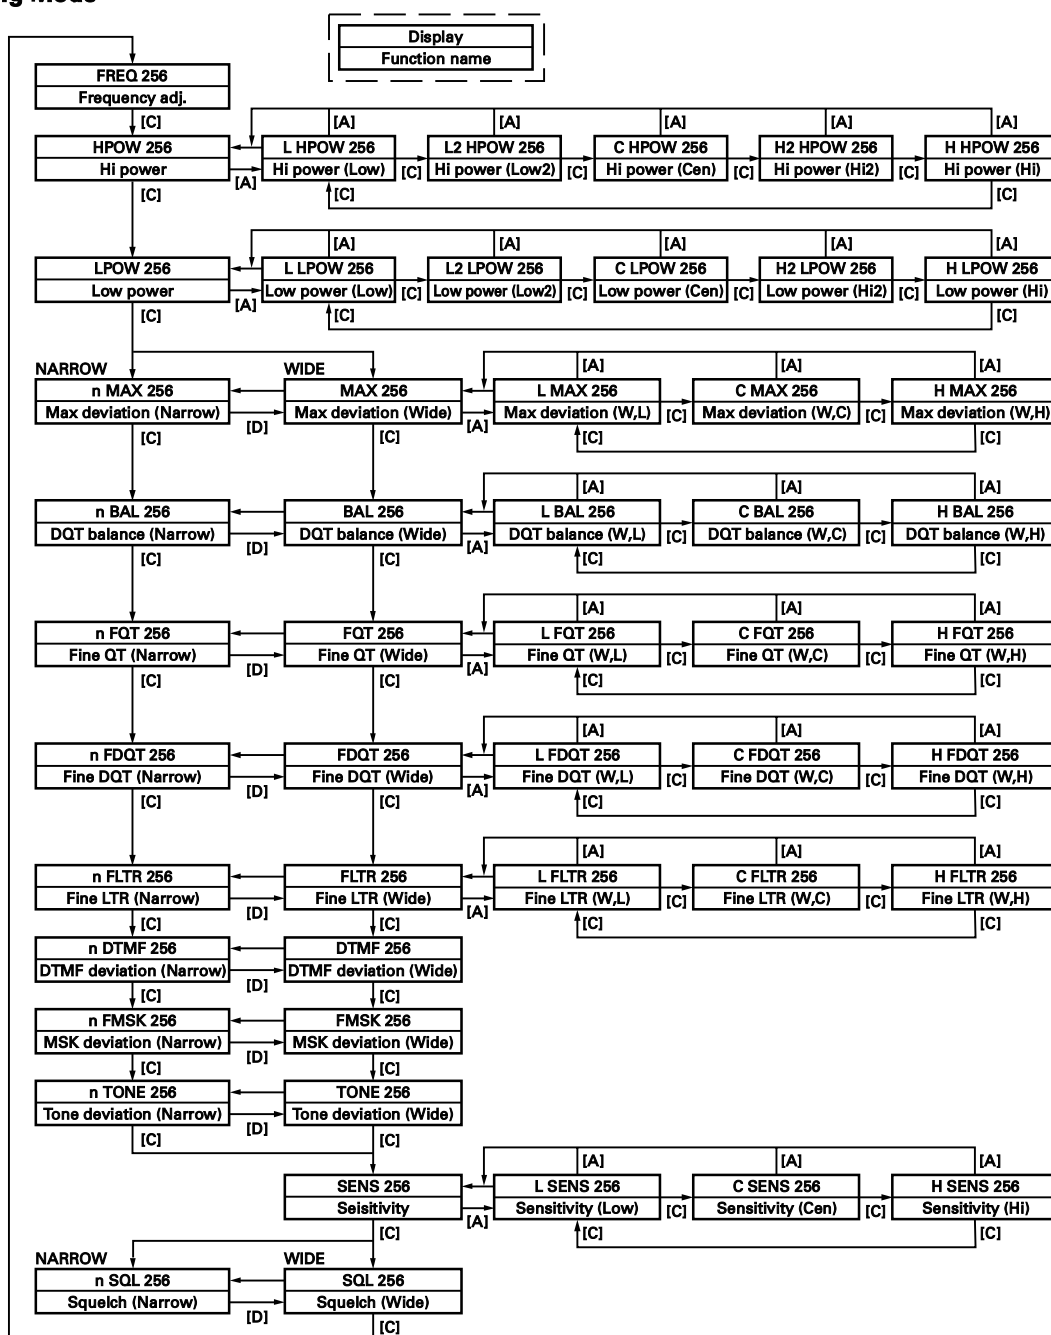 Display
Function name
FREQ 256
Frequency adj.
[C]
[A] [A] [A] [A] [A]
HPOW 256 L HPOW 256 L2 HPOW 256 C HPOW 256 H2 HPOW 256 H HPOW 256
Hi power [A] Hi power (Low) [C] Hi power (Low2) [C] Hi power (Cen) [C] Hi power (Hi2) [C] Hi power (Hi)
[C] [C] [C]
[A] [A] [A] [A] [A]
LPOW 256 L LPOW 256 L2 LPOW 256 C LPOW 256 H2 LPOW 256 H LPOW 256
Low power [A] Low power (Low) [C] Low power (Low2) [C] Low power (Cen) [C] Low power (Hi2) [C] Low power (Hi)
[C] [C] [C]
NARROW WIDE [A] [A] [A]
n MAX 256 MAX 256 L MAX 256 C MAX 256 H MAX 256
Max deviation (Narrow) [D] Max deviation (Wide) [A] Max deviation (W,L) [C] Max deviation (W,C) [C] Max deviation (W,H)
[C] [C] [C] [C]
[A] [A] [A]
n BAL 256 BAL 256 L BAL 256 C BAL 256 H BAL 256
DQT balance (Narrow) [D] DQT balance (Wide) [A] DQT balance (W,L) [C] DQT balance (W,C) [C] DQT balance (W,H)
[C] [C] [C] [C]
[A] [A] [A]
n FQT 256 FQT 256 L FQT 256 C FQT 256 H FQT 256
Fine QT (Narrow) [D] Fine QT (Wide) [A] Fine QT (W,L) [C] Fine QT (W,C) [C] Fine QT (W,H)
[C] [C] [C] [C]
[A] [A] [A]
n FDQT 256 FDQT 256 L FDQT 256 C FDQT 256 H FDQT 256
Fine DQT (Narrow) [D] Fine DQT (Wide) [A] Fine DQT (W,L) [C] Fine DQT (W,C) [C] Fine DQT (W,H)
[C] [C] [C] [C]
[A] [A] [A]
n FLTR 256 FLTR 256 L FLTR 256 C FLTR 256 H FLTR 256
Fine LTR (Narrow) [D] Fine LTR (Wide) [A] Fine LTR (W,L) [C] Fine LTR (W,C) [C] Fine LTR (W,H)
[C] [C] [C] [C]
n DTMF 256 DTMF 256
DTMF deviation (Narrow) [D] DTMF deviation (Wide)
[C] [C]
n FMSK 256 FMSK 256
MSK deviation (Narrow) [D] MSK deviation (Wide)
[C] [C]
n TONE 256 TONE 256
Tone deviation (Narrow) [D] Tone deviation (Wide)
[C] [C]
[A] [A] [A]
SENS 256 L SENS 256 C SENS 256 H SENS 256
Seisitivity [A] Sensitivity (Low) [C] Sensitivity (Cen) [C] Sensitivity (Hi)
[C] [C] [C]
NARROW WIDE
n SQL 256 SQL 256
Squelch (Narrow) [D] Squelch (Wide)
[C]